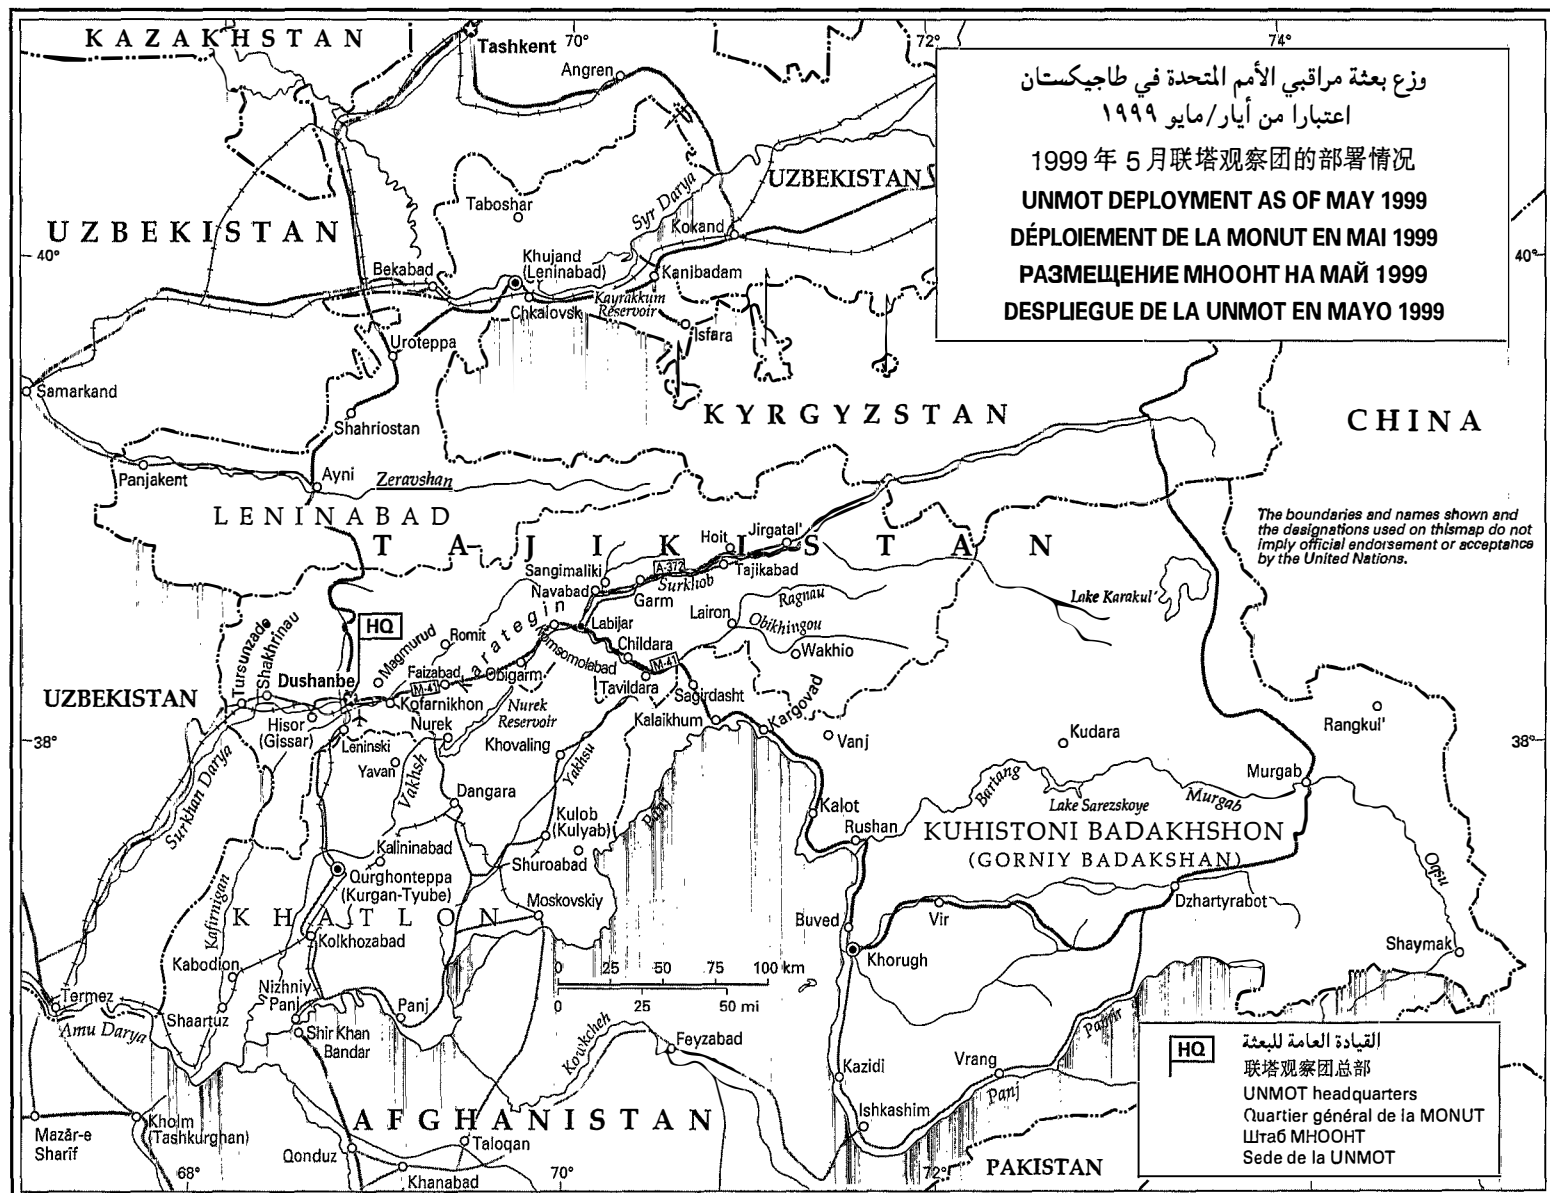 70°
72°
74°
KAZAKHSTAN
Tashkent
Angren
وزع بعثة مراقبي الأمم المتحدة في طاجيكستان
اعتبارا من أيار/مايو ١٩٩٩
1999 年 5 月联塔观察团的部署情况
UNMOT DEPLOYMENT AS OF MAY 1999
DÉPLOIEMENT DE LA MONUT EN MAI 1999
РАЗМЕЩЕНИЕ МНООНТ НА МАЙ 1999
DESPLIEGUE DE LA UNMOT EN MAYO 1999
UZBEKISTAN
Taboshar
Syr Darya
Kokand
UZBEKISTAN
40°
40°
Bekabad
Khujand
(Leninabad)
Kanibadam
Chkalovsk
Kayrakkum
Reservoir
Isfara
Uroteppa
Samarkand
KYRGYZSTAN
CHINA
Shahriostan
Panjakent
Ayni
Zeravshan
LENINABAD
The boundaries and names shown and
the designations used on thismap do not
imply official endorsement or acceptance
by the United Nations.
TAJIKISTAN
Hoit
Jirgatal'
Sangimaliki
A-372
Surkhob
Tajikabad
Navabad
Garm
Ragnau
Lake Karakul'
Karategin
Lairon
Obikhingou
HQ
Labijar
Komsomolabad
Childara
Wakhio
Tursunzade
Shakhrinau
Magmurud
Romit
Faizabad
Obigarm
M-41
M-41
Tavildara
Sagirdasht
UZBEKISTAN
Dushanbe
Kofarnikhon
Nurek
Reservoir
Kalaikhum
Kargovad
Rangkul'
Hisor
(Gissar)
Leninski
Nurek
Khovaling
Vanj
Kudara
38°
38°
Yavan
Vakhsh
Yakhsu
Surkhan Darya
Dangara
Panj
Bartang
Murgab
Murgab
Lake Sarezskoye
Kulob
(Kulyab)
Kalot
Rushan
KUHISTONI BADAKHSHON
(GORNIY BADAKSHAN)
Kalininabad
Shuroabad
Qurghonteppa
(Kurgan-Tyube)
Oqsu
Kafirnigan
KHATLON
Moskovskiy
Buved
Vir
Dzhartyrabot
Kolkhozabad
Khorugh
Shaymak
Kabodion
0 25 50 75 100 km
0 25 50 mi
Nizhniy
Panj
Termez
Amu Darya
Shaartuz
Panj
Shir Khan
Bandar
Kowkcheh
Feyzabad
Pamir
Kazidi
Vrang
Panj
Ishkashim
HQ
القيادة العامة للبعثة
联塔观察团总部
UNMOT headquarters
Quartier général de la MONUT
Штаб МНООНТ
Sede de la UNMOT
AFGHANISTAN
Mazār-e
Sharīf
Kholm
(Tashkurghan)
Qonduz
Taloqan
Khanabad
PAKISTAN
68°
70°
72°